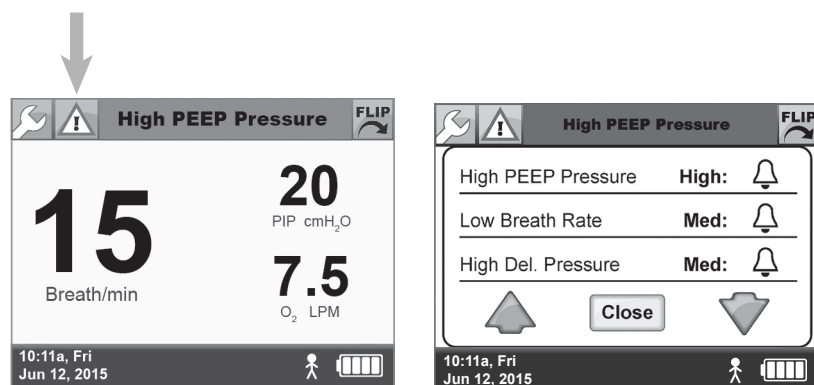 High PEEP Pressure FLIP
15
Breath/min
20
PIP cmH₂O
7.5
O₂ LPM
10:11a, Fri
Jun 12, 2015
High PEEP Pressure FLIP
High PEEP Pressure High:
Low Breath Rate Med:
High Del. Pressure Med:
Close
10:11a, Fri
Jun 12, 2015